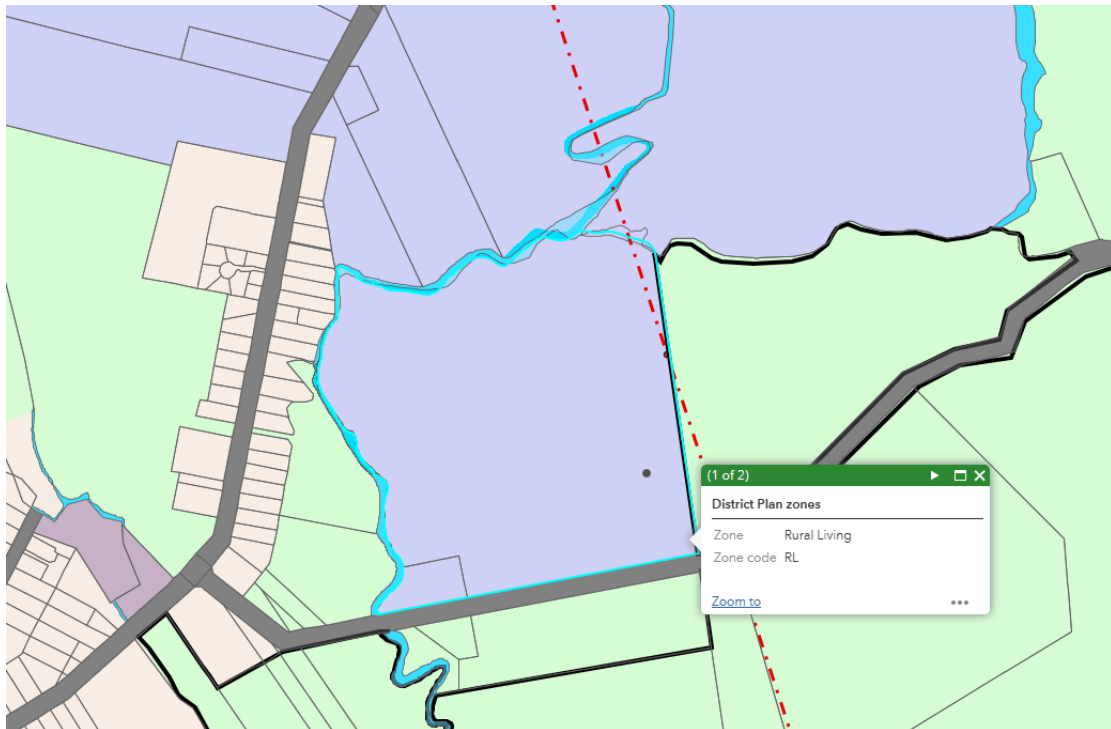 (1 of 2)
District Plan zones
Zone Rural Living
Zone code RL
Zoom to